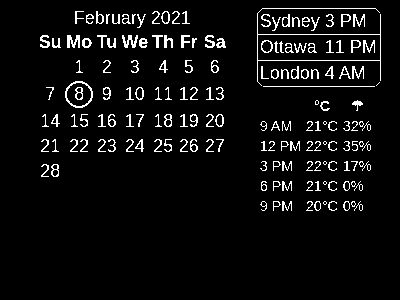 February 2021
Su Mo Tu We Th Fr Sa
1 2 3 4 5 6
7 8 9 10 11 12 13
14 15 16 17 18 19 20
21 22 23 24 25 26 27
28
Sydney 3 PM
Ottawa 11 PM
London 4 AM
°C ☂
9 AM 21°C 32%
12 PM 22°C 35%
3 PM 22°C 17%
6 PM 21°C 0%
9 PM 20°C 0%